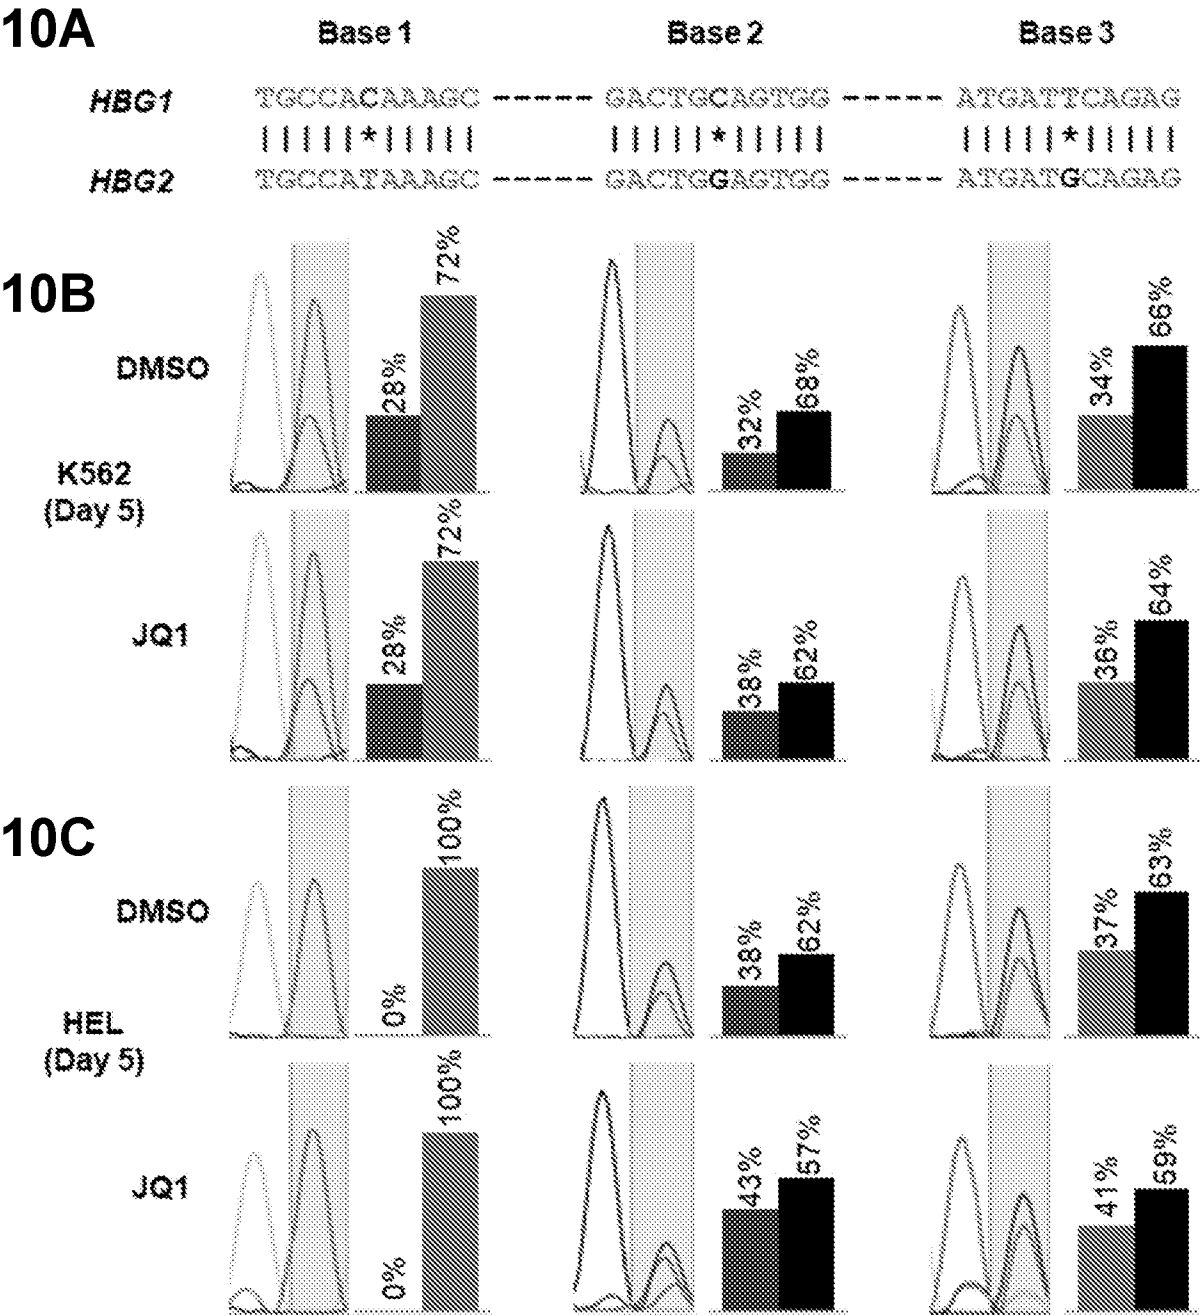 10A
Base 1 Base 2 Base 3
HBG1 TGCCACAAAGC ----- GACTGCAGTGG ----- ATGATTCAGAG
| | | | | * | | | | | | | | | | * | | | | | | | | | | * | | | | |
HBG2 TGCCATAAAGC ----- GACTGGAGTGG ----- ATGATGCAGAG
10B
K562
(Day 5)
DMSO
28% 72% 32% 68% 34% 66%
JQ1
28% 72% 38% 62% 36% 64%
10C
HEL
(Day 5)
DMSO
0% 100% 38% 62% 37% 63%
JQ1
0% 100% 43% 57% 41% 59%